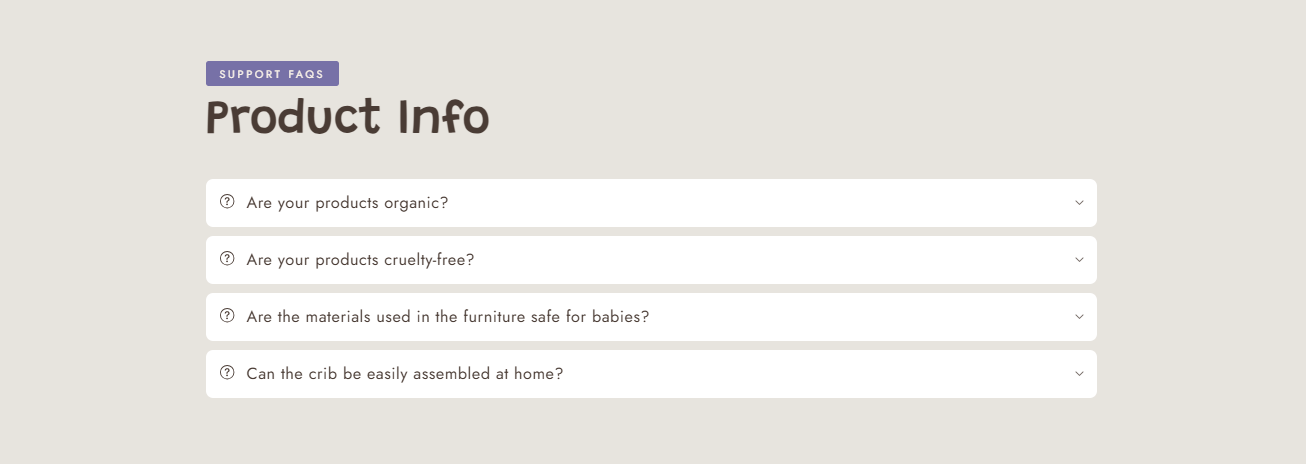 SUPPORT FAQS
Product Info
Are your products organic?
Are your products cruelty-free?
Are the materials used in the furniture safe for babies?
Can the crib be easily assembled at home?